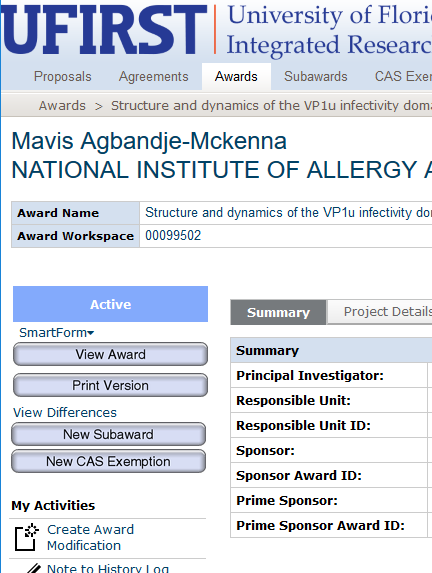 UFIRST
University of Flori
Integrated Researc
Proposals Agreements Awards Subawards CAS Exe
Awards > Structure and dynamics of the VP1u infectivity dom
Mavis Agbandje-Mckenna
NATIONAL INSTITUTE OF ALLERGY A
Award Name Structure and dynamics of the VP1u infectivity do
Award Workspace 00099502
Active
SmartForm
View Award
Print Version
View Differences
New Subaward
New CAS Exemption
My Activities
Create Award
Modification
Note to History Log
Summary Project Details
Summary
Principal Investigator:
Responsible Unit:
Responsible Unit ID:
Sponsor:
Sponsor Award ID:
Prime Sponsor:
Prime Sponsor Award ID: